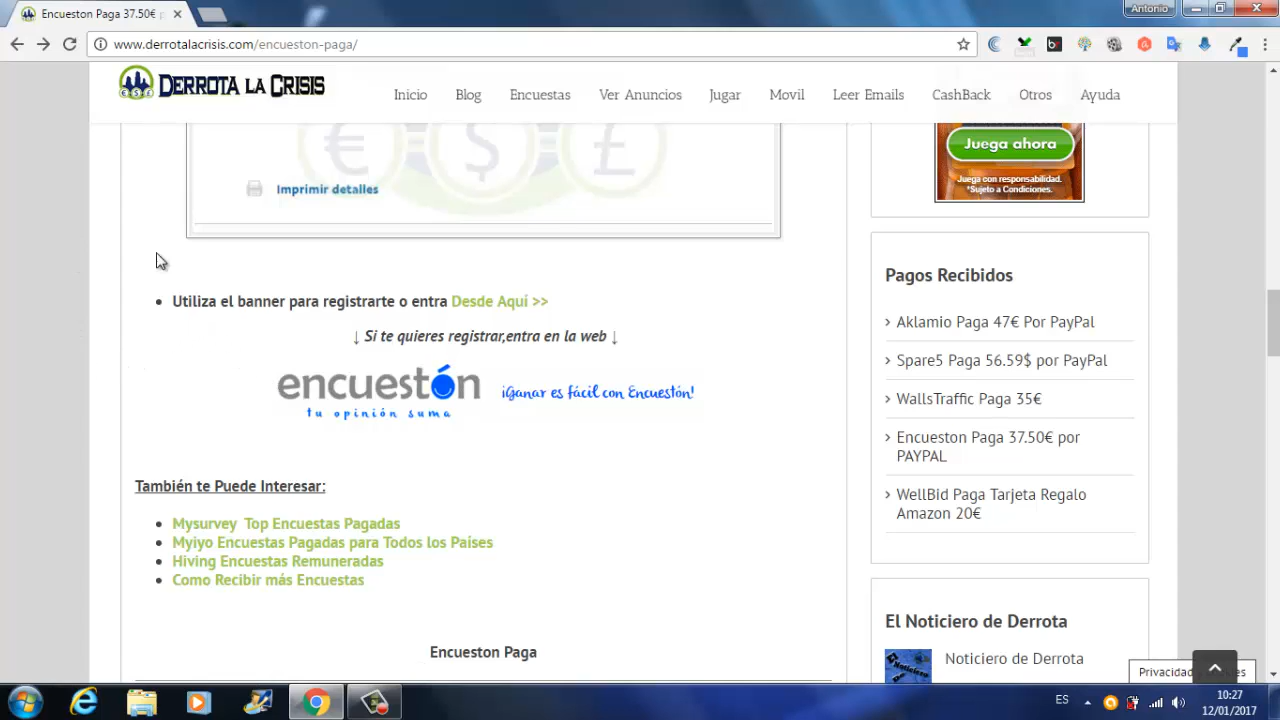 Encueston Paga 37.50€ p
Antonio
www.derrotalacrisis.com/encueston-paga/
DERROTA LA CRISIS
Inicio Blog Encuestas Ver Anuncios Jugar Movil Leer Emails CashBack Otros Ayuda
€ $ £
Imprimir detalles
Juega ahora
Juega con responsabilidad.
*Sujeto a Condiciones.
Utiliza el banner para registrarte o entra Desde Aquí >>
↓ Si te quieres registrar,entra en la web ↓
encuestón
tu opinión suma
¡Ganar es fácil con Encuestón!
También te Puede Interesar:
Mysurvey Top Encuestas Pagadas
Myiyo Encuestas Pagadas para Todos los Países
Hiving Encuestas Remuneradas
Como Recibir más Encuestas
Encueston Paga
Pagos Recibidos
Aklamio Paga 47€ Por PayPal
Spare5 Paga 56.59$ por PayPal
WallsTraffic Paga 35€
Encueston Paga 37.50€ por
PAYPAL
WellBid Paga Tarjeta Regalo
Amazon 20€
El Noticiero de Derrota
Noticiero de Derrota
ES
10:27
12/01/2017